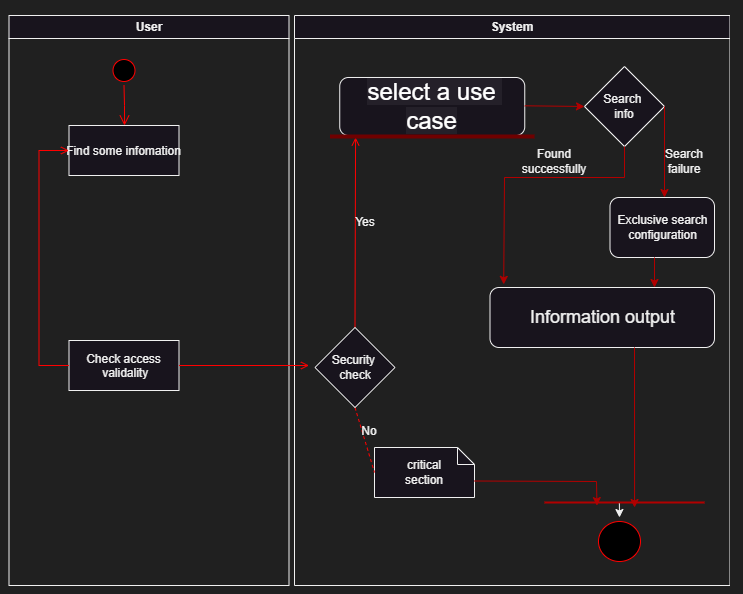 User
System
Find some infomation
select a use
case
Search
info
Found
successfully
Search
failure
Exclusive search
configuration
Yes
Information output
Check access
validality
Security
check
No
critical
section